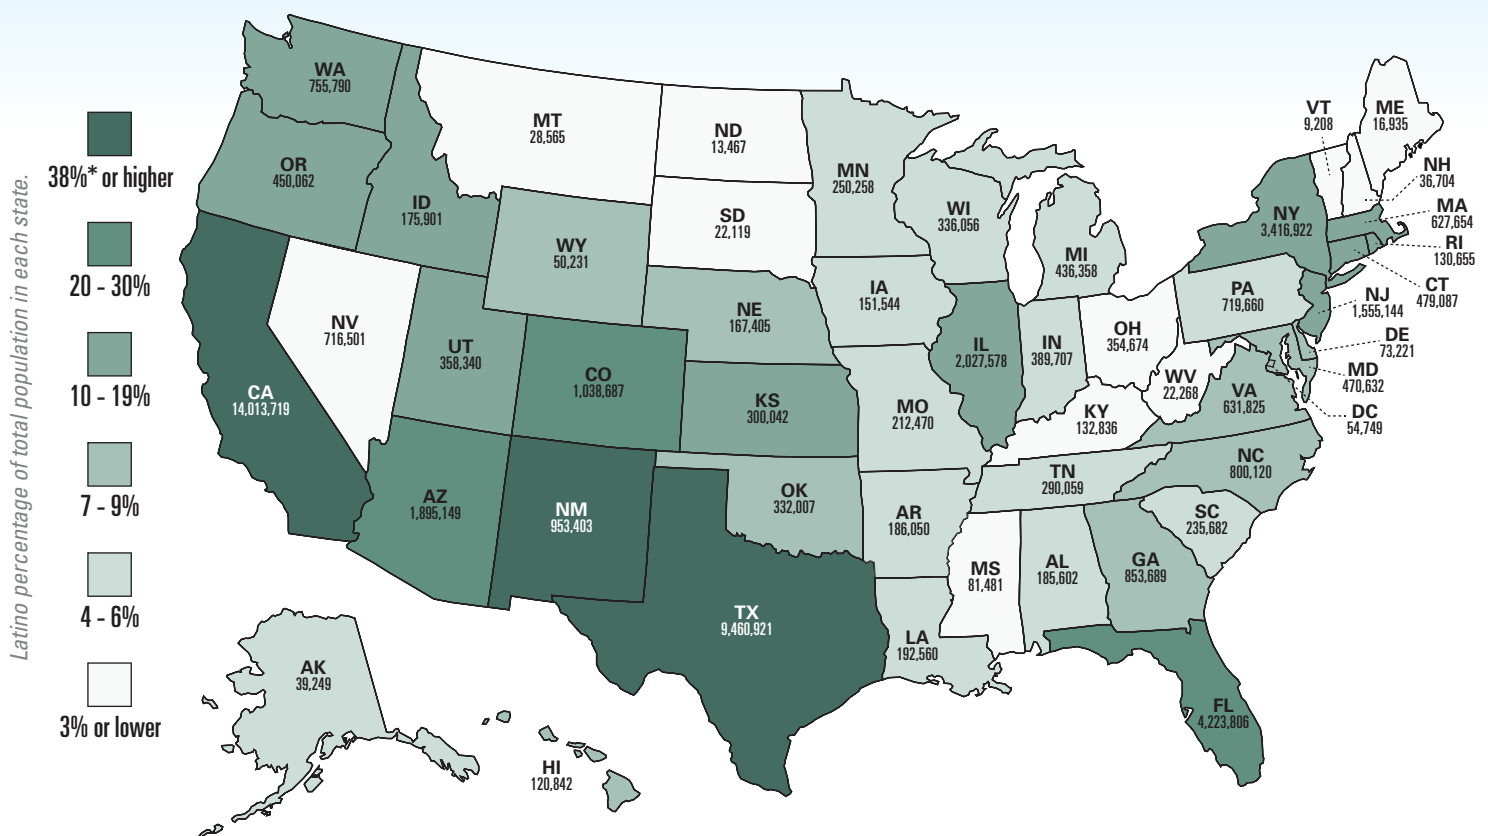 Latino percentage of total population in each state.
38%* or higher
20 – 30%
10 – 19%
7 – 9%
4 – 6%
3% or lower
WA
755,790
OR
450,062
ID
175,901
MT
28,565
ND
13,467
SD
22,119
WY
50,231
NE
167,405
MN
250,258
WI
336,056
MI
436,358
IA
151,544
CA
14,013,719
NV
716,501
UT
358,340
CO
1,038,687
KS
300,042
MO
212,470
IL
2,027,578
IN
389,707
OH
354,674
KY
132,836
WV
22,268
VA
631,825
PA
719,660
NY
3,416,922
VT
9,208
ME
16,935
NH
36,704
MA
627,654
RI
130,655
CT
479,087
NJ
1,555,144
DE
73,221
MD
470,632
DC
54,749
AZ
1,895,149
NM
953,403
OK
332,007
AR
186,050
TN
290,059
NC
800,120
SC
235,682
TX
9,460,921
LA
192,560
MS
81,481
AL
185,602
GA
853,689
FL
4,223,806
AK
39,249
HI
120,842